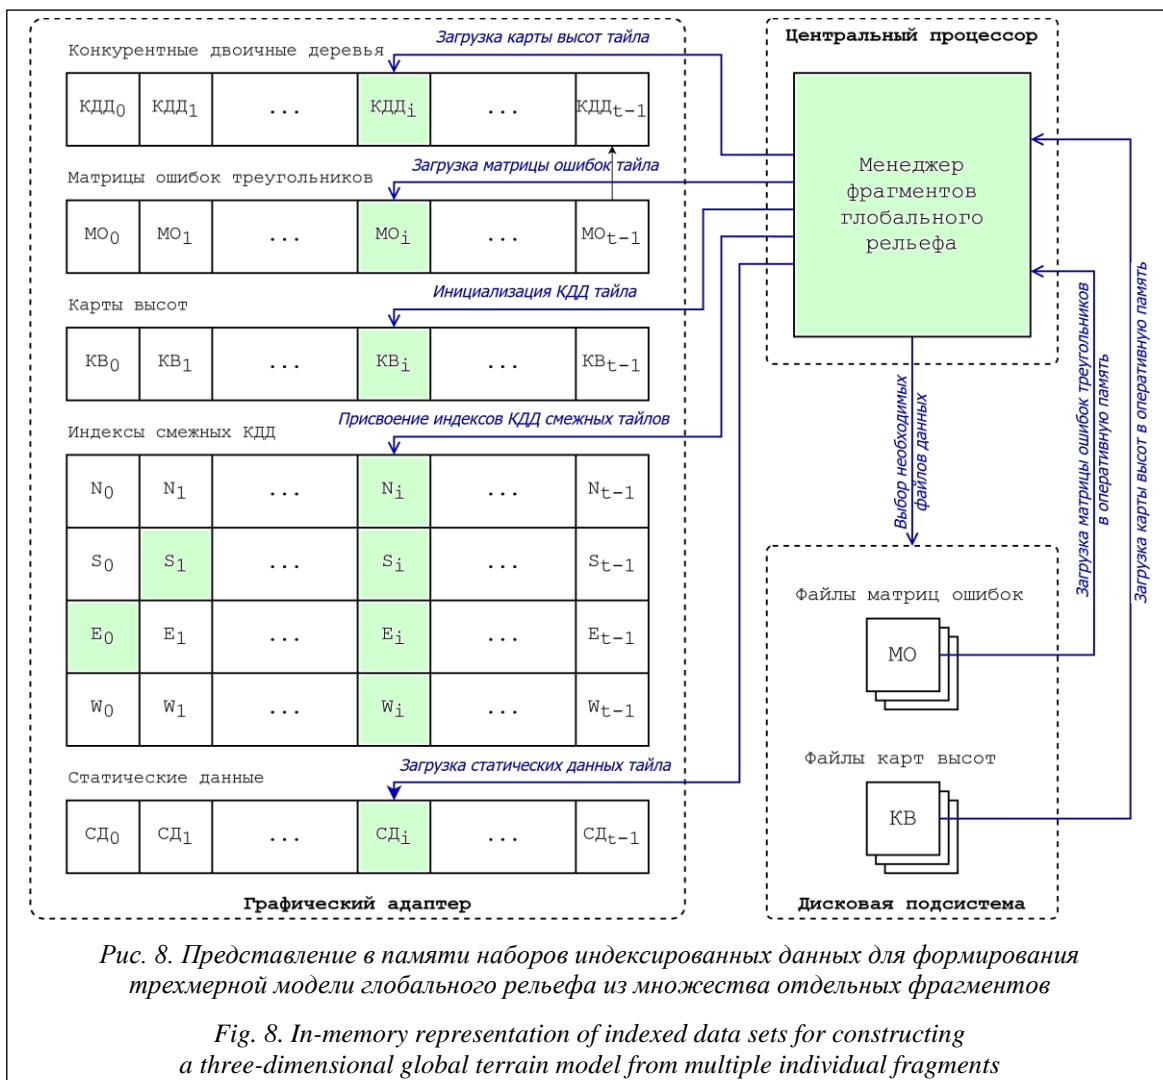 Конкурентные двоичные деревья
КДД0 КДД1 ... КДДi ... КДДt-1
Матрицы ошибок треугольников
МО0 МО1 ... МОi ... МОt-1
Карты высот
КВ0 КВ1 ... КВi ... КВt-1
Индексы смежных КДД
N0 N1 ... Ni ... Nt-1
S0 S1 ... Si ... St-1
E0 E1 ... Ei ... Et-1
W0 W1 ... Wi ... Wt-1
Статические данные
СД0 СД1 ... СДi ... СДt-1
Графический адаптер
Загрузка карты высот тайла
Загрузка матрицы ошибок тайла
Инициализация КДД тайла
Присвоение индексов КДД смежных тайлов
Загрузка статических данных тайла
Центральный процессор
Менеджер
фрагментов
глобального
рельефа
Выбор необходимых
файлов данных
Загрузка матрицы ошибок треугольников
в оперативную память
Загрузка карты высот в оперативную память
Файлы матриц ошибок
МО
Файлы карт высот
КВ
Дисковая подсистема
Рис. 8. Представление в памяти наборов индексированных данных для формирования
трехмерной модели глобального рельефа из множества отдельных фрагментов
Fig. 8. In-memory representation of indexed data sets for constructing
a three-dimensional global terrain model from multiple individual fragments